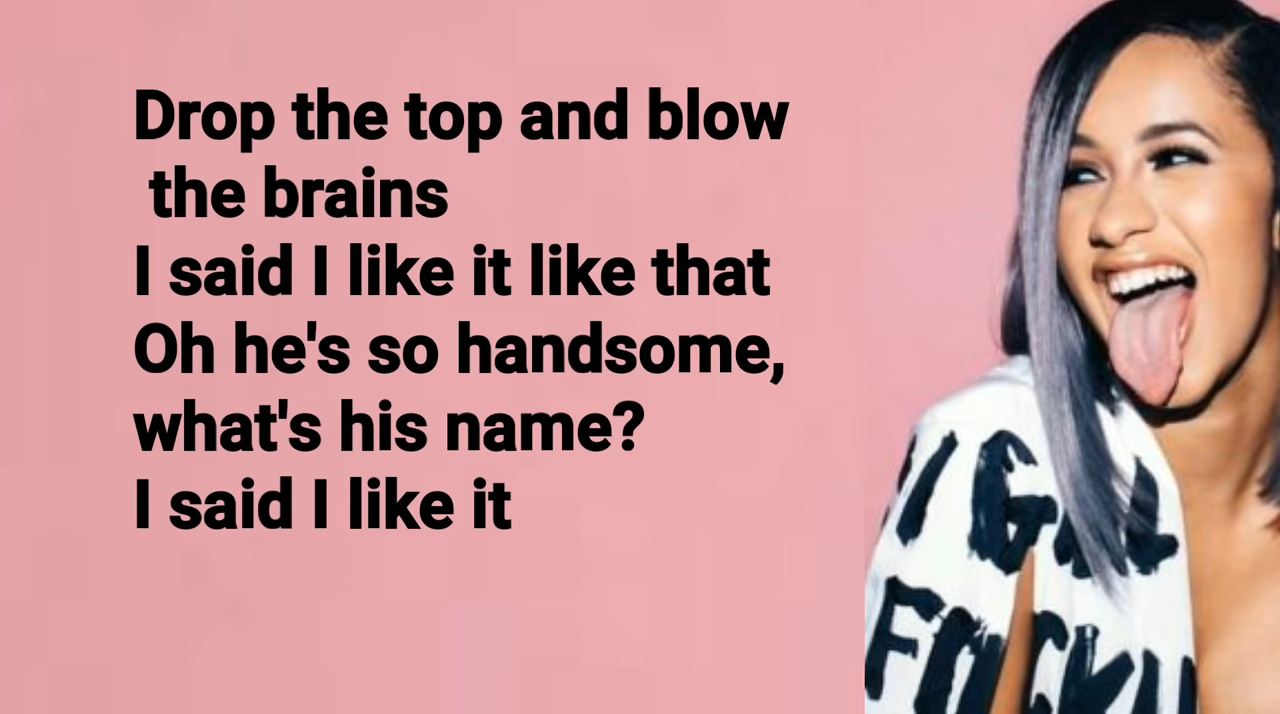 Drop the top and blow
the brains
I said I like it like that
Oh he's so handsome,
what's his name?
I said I like it